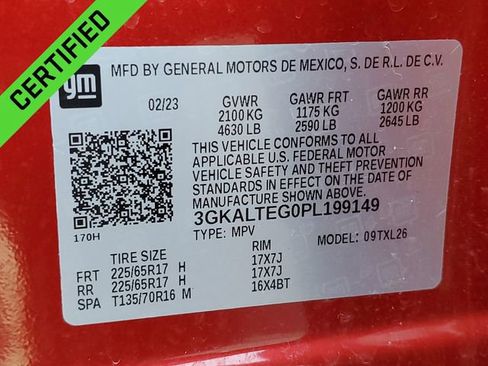 CERTIFIED
gm
MFD BY GENERAL MOTORS DE MEXICO, S. DE R.L. DE C.V.
02/23 GVWR GAWR FRT GAWR RR
2100 KG 1175 KG 1200 KG
4630 LB 2590 LB 2645 LB
THIS VEHICLE CONFORMS TO ALL
APPLICABLE U.S. FEDERAL MOTOR
VEHICLE SAFETY AND THEFT PREVENTION
STANDARDS IN EFFECT ON THE DATE OF
MANUFACTURE SHOWN ABOVE.
3GKALTEG0PL199149
170H TYPE: MPV MODEL: 09TXL26
TIRE SIZE RIM
FRT 225/65R17 H 17X7J
RR 225/65R17 H 17X7J
SPA T135/70R16 M 16X4BT